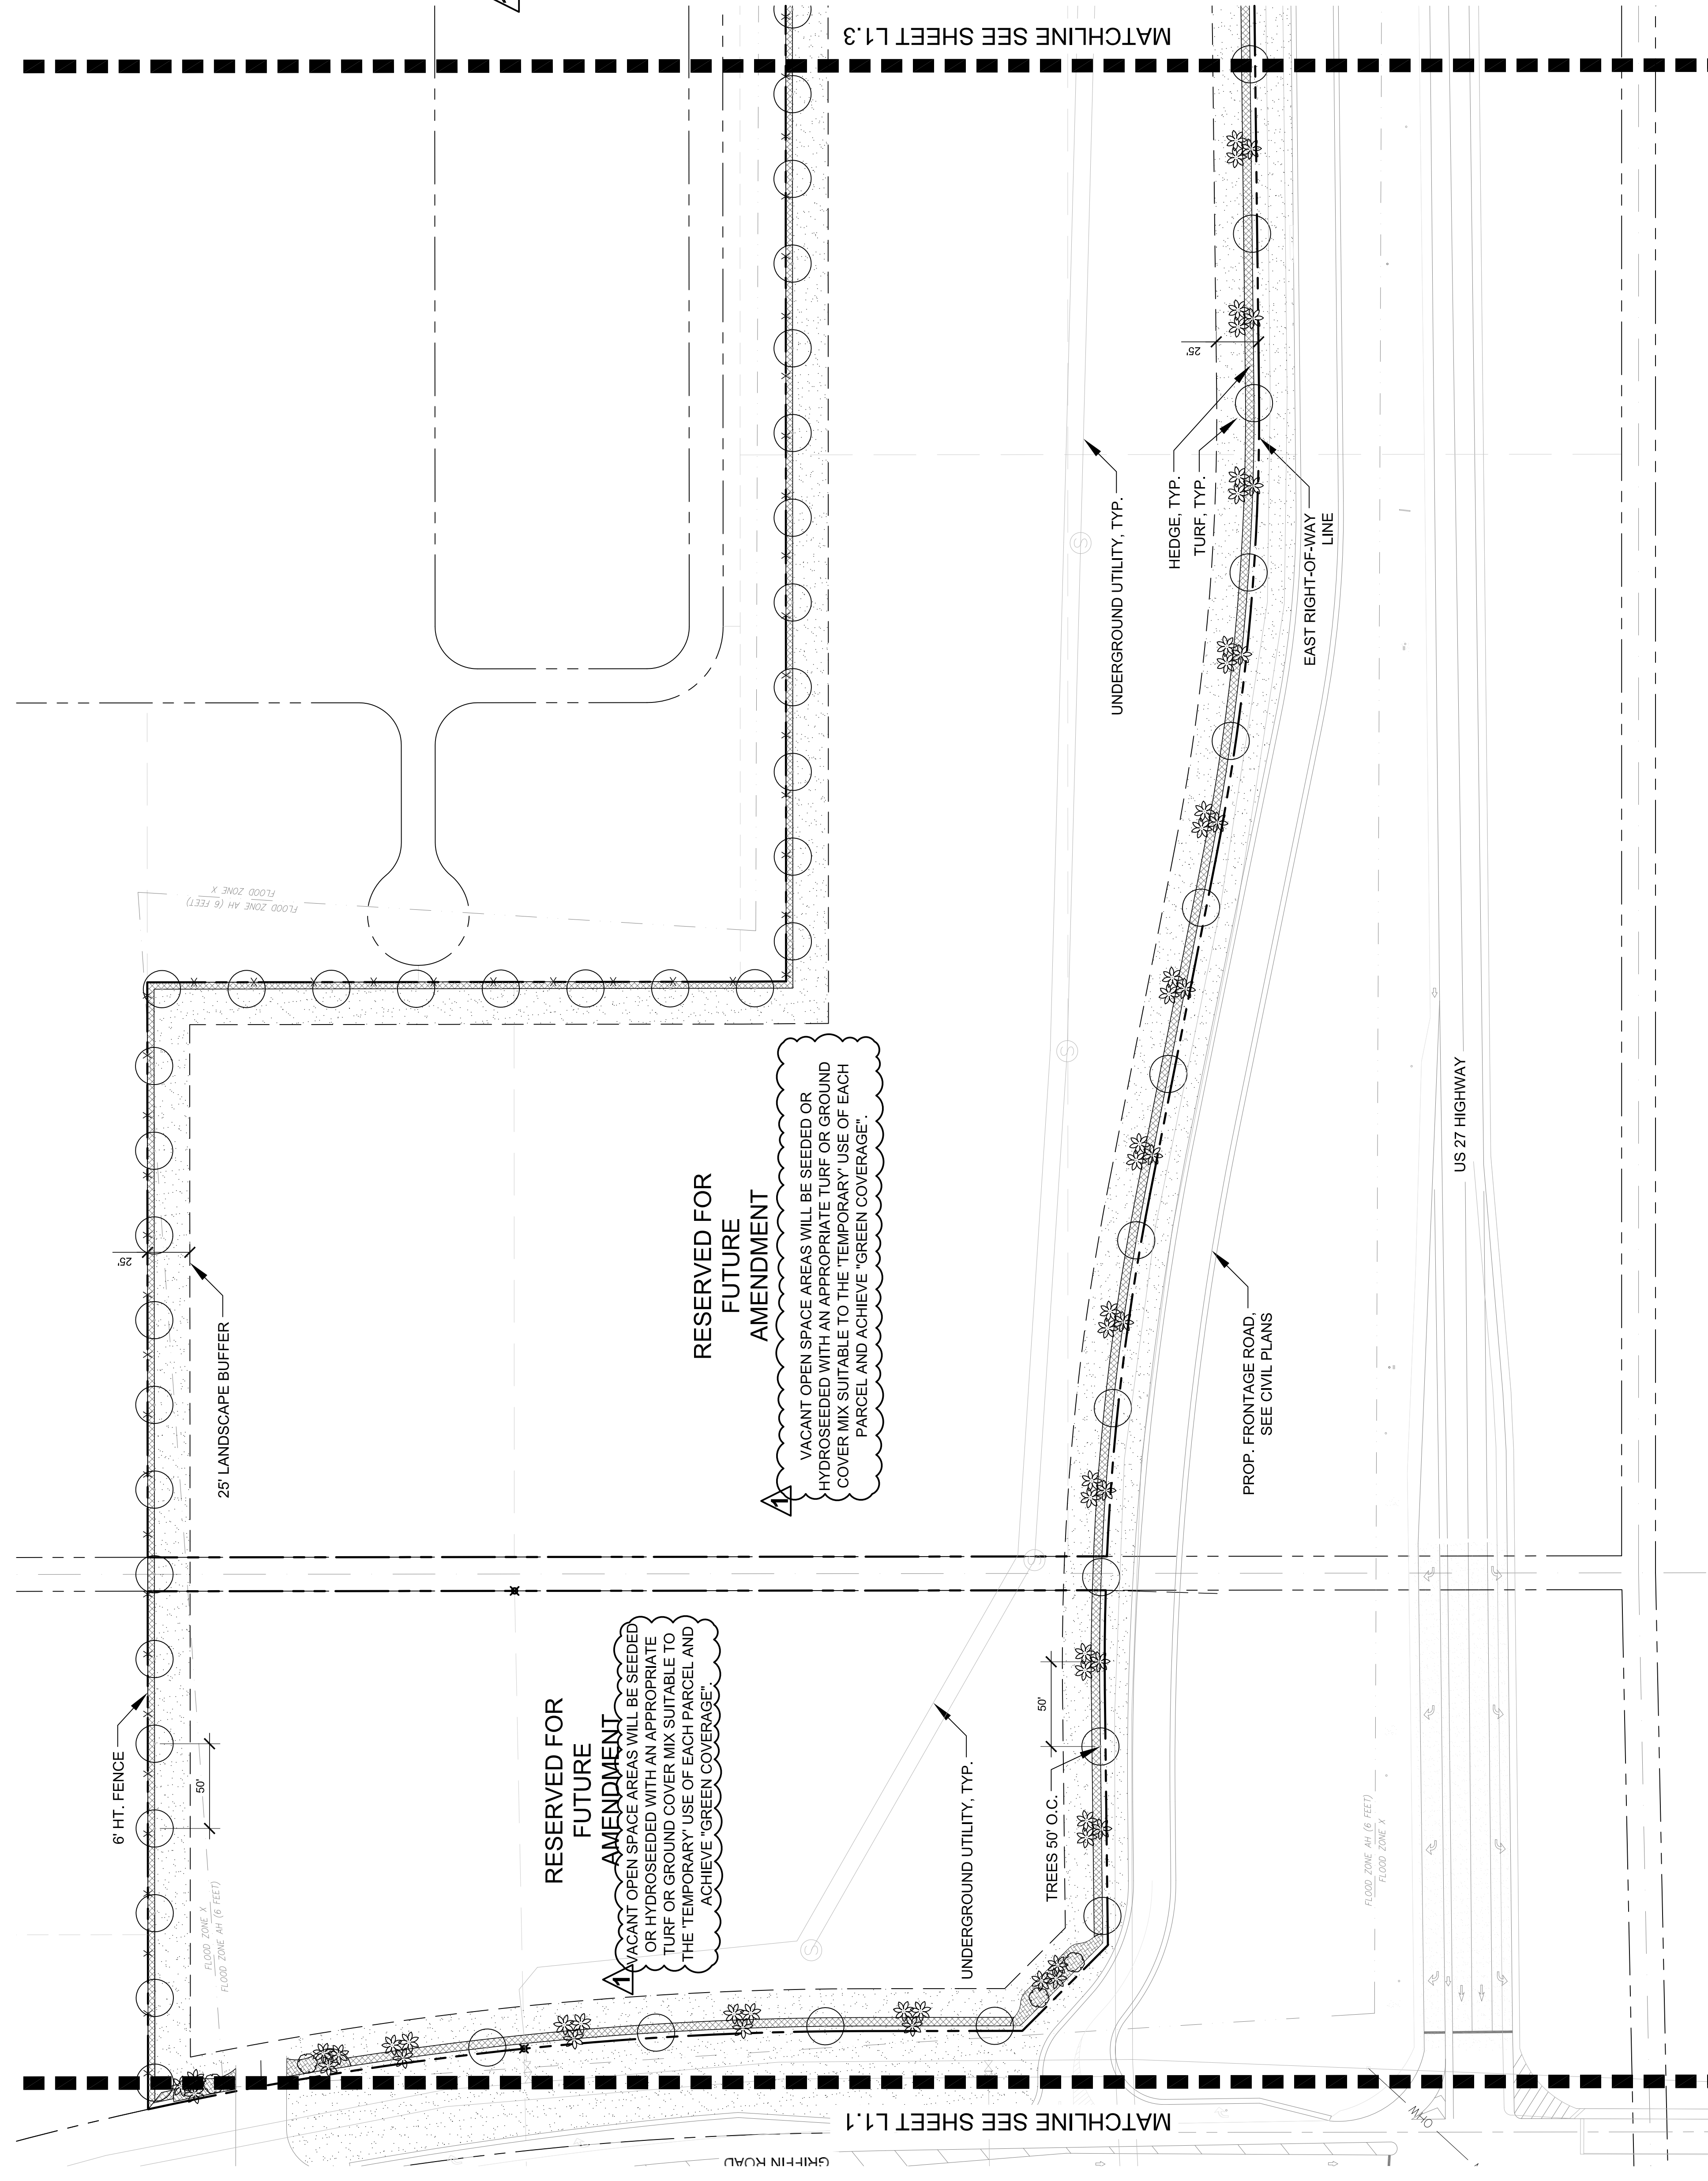 MATCHLINE SEE SHEET L1.3
25'
HEDGE, TYP.
TURF, TYP.
UNDERGROUND UTILITY, TYP.
EAST RIGHT-OF-WAY
LINE
FLOOD ZONE X
FLOOD ZONE AH (6 FEET)
S
S
US 27 HIGHWAY
RESERVED FOR
FUTURE
AMENDMENT
VACANT OPEN SPACE AREAS WILL BE SEEDED OR
HYDROSEEDED WITH AN APPROPRIATE TURF OR GROUND
COVER MIX SUITABLE TO THE 'TEMPORARY' USE OF EACH
PARCEL AND ACHIEVE "GREEN COVERAGE".
1
25'
25' LANDSCAPE BUFFER
PROP. FRONTAGE ROAD,
SEE CIVIL PLANS
S
6' HT. FENCE
50'
RESERVED FOR
FUTURE
AMENDMENT
VACANT OPEN SPACE AREAS WILL BE SEEDED
OR HYDROSEEDED WITH AN APPROPRIATE
TURF OR GROUND COVER MIX SUITABLE TO
THE 'TEMPORARY' USE OF EACH PARCEL AND
ACHIEVE "GREEN COVERAGE".
1
50'
TREES 50' O.C.
UNDERGROUND UTILITY, TYP.
S
FLOOD ZONE X
FLOOD ZONE AH (6 FEET)
FLOOD ZONE AH (6 FEET)
FLOOD ZONE X
MATCHLINE SEE SHEET L1.1
OHW
GRIFFIN ROAD